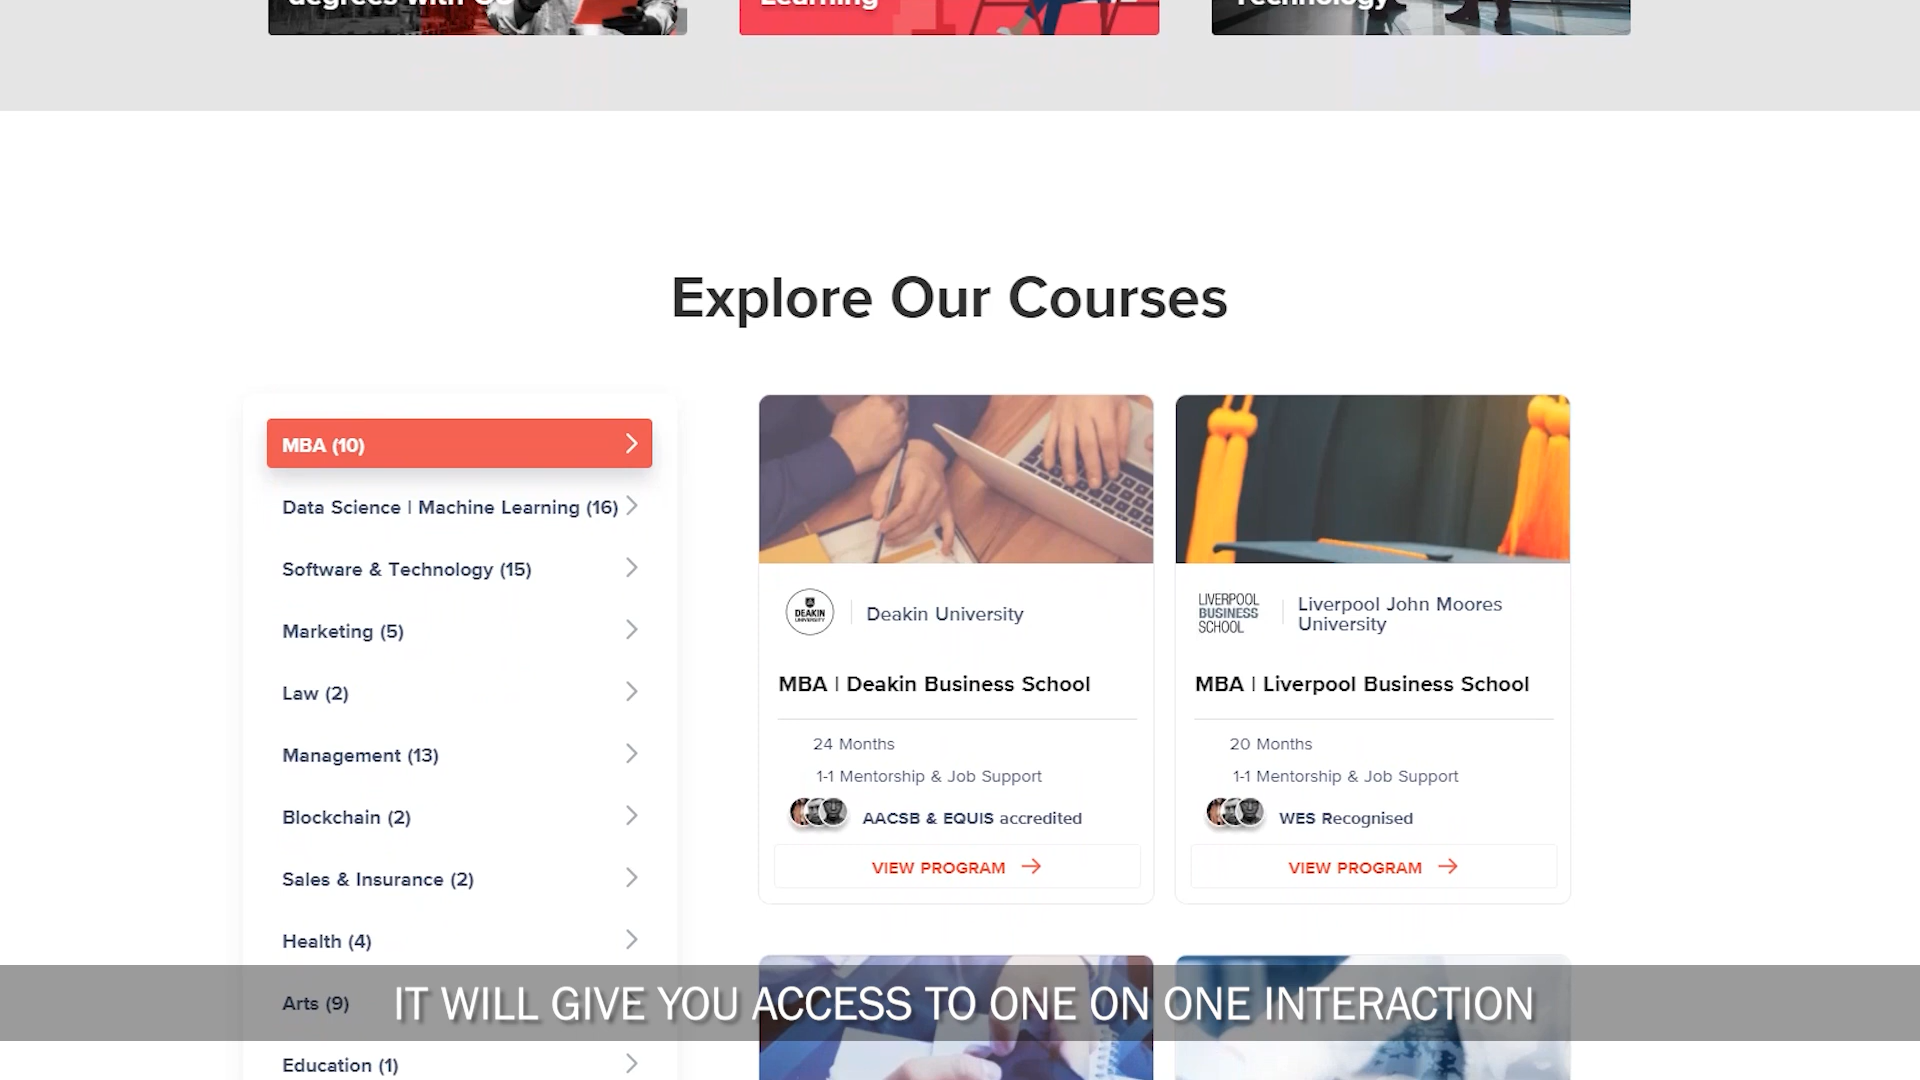 Learning
Technology
Explore Our Courses
MBA (10)
Data Science | Machine Learning (16)
Software & Technology (15)
Marketing (5)
Law (2)
Management (13)
Blockchain (2)
Sales & Insurance (2)
Health (4)
Arts (9)
Education (1)
DEAKIN
UNIVERSITY
Deakin University
MBA | Deakin Business School
24 Months
1-1 Mentorship & Job Support
AACSB & EQUIS accredited
VIEW PROGRAM
LIVERPOOL
BUSINESS
SCHOOL
Liverpool John Moores
University
MBA | Liverpool Business School
20 Months
1-1 Mentorship & Job Support
WES Recognised
VIEW PROGRAM
IT WILL GIVE YOU ACCESS TO ONE ON ONE INTERACTION